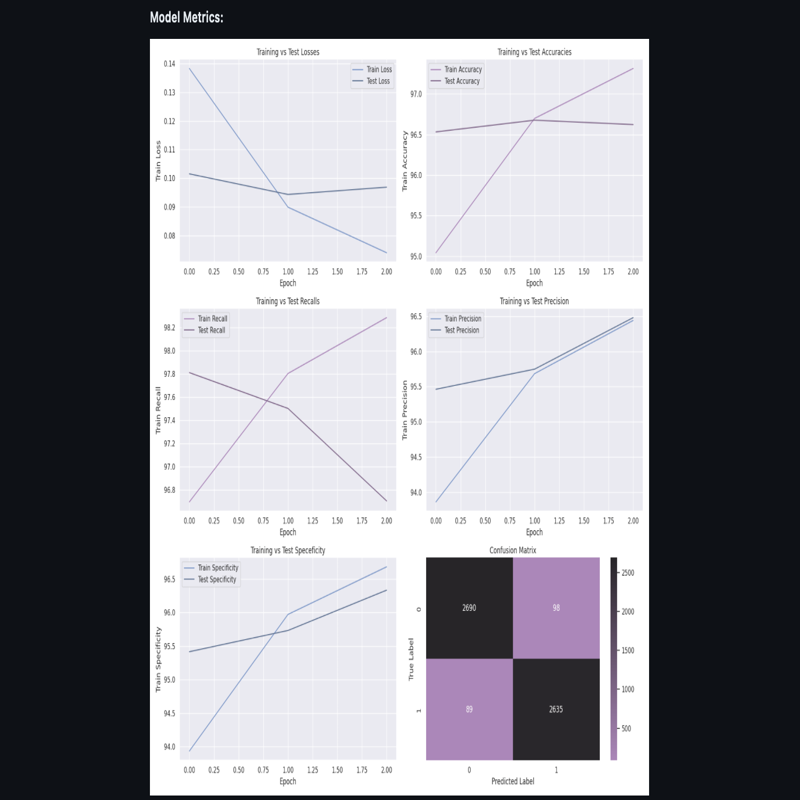 Model Metrics:
Training vs Test Losses
Train Loss
Test Loss
0.14
0.13
0.12
0.11
0.10
0.09
0.08
Train Loss
0.00 0.25 0.50 0.75 1.00 1.25 1.50 1.75 2.00
Epoch
Training vs Test Accuracies
Train Accuracy
Test Accuracy
97.0
96.5
96.0
95.5
95.0
Train Accuracy
0.00 0.25 0.50 0.75 1.00 1.25 1.50 1.75 2.00
Epoch
Training vs Test Recalls
Train Recall
Test Recall
98.2
98.0
97.8
97.6
97.4
97.2
97.0
96.8
Train Recall
0.00 0.25 0.50 0.75 1.00 1.25 1.50 1.75 2.00
Epoch
Training vs Test Precision
Train Precision
Test Precision
96.5
96.0
95.5
95.0
94.5
94.0
Train Precision
0.00 0.25 0.50 0.75 1.00 1.25 1.50 1.75 2.00
Epoch
Training vs Test Speceficity
Train Specificity
Test Specificity
96.5
96.0
95.5
95.0
94.5
94.0
Train Specificity
0.00 0.25 0.50 0.75 1.00 1.25 1.50 1.75 2.00
Epoch
Confusion Matrix
2690 98
89 2635
0
1
True Label
0 1
Predicted Label
2500
2000
1500
1000
500